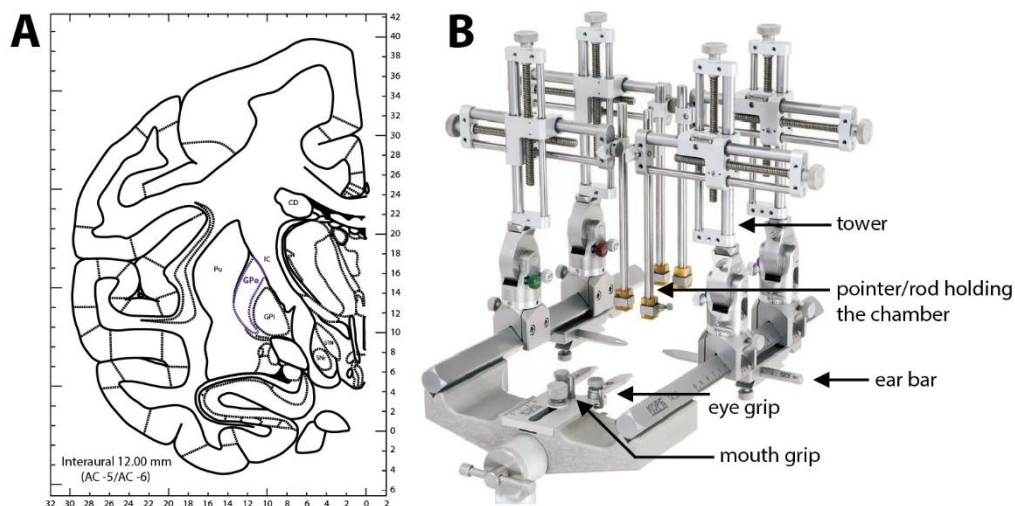 A
B
42
40
38
36
34
32
30
28
26
24
22
20
18
16
14
12
10
8
6
4
2
0
2
4
6
CD
Pu
IC
GPe
GPi
STN
SNr
Interaural 12.00 mm
(AC -5/AC -6)
32 30 28 26 24 22 20 18 16 14 12 10 8 6 4 2 0 2
tower
pointer/rod holding
the chamber
ear bar
eye grip
mouth grip
KOPF